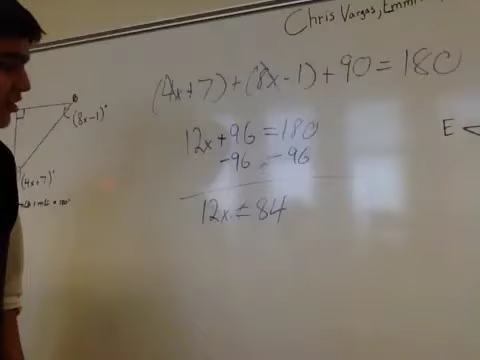 Chris Vargas,
(4x+7)+(8x-1)+90=180
B
(8x-1)°
12x+96=180
-96 -96
E
(4x+7)°
12x = 84